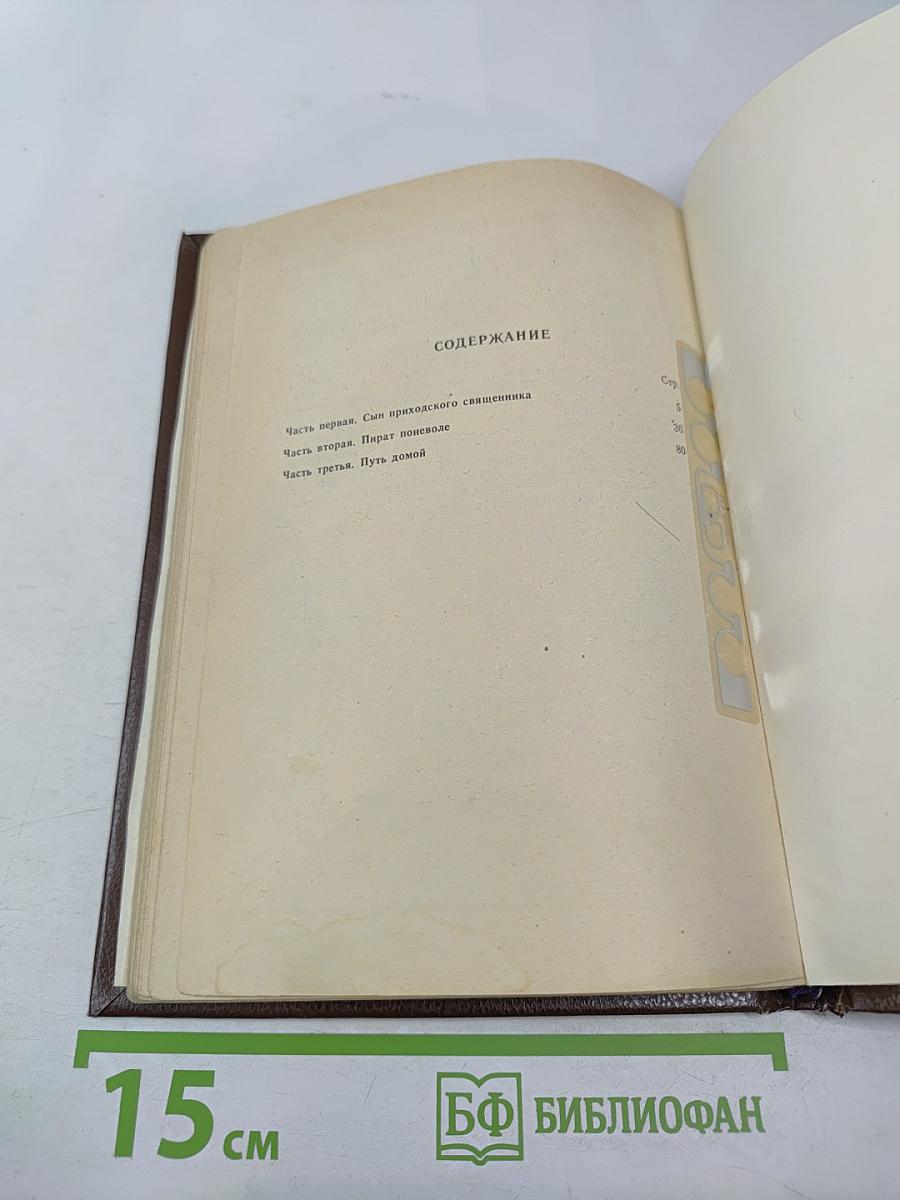 СОДЕРЖАНИЕ
Стр.
Часть первая. Сын приходского священника 5
Часть вторая. Пират поневоле 36
Часть третья. Путь домой 80
15 см
БФ БИБЛИОФАН